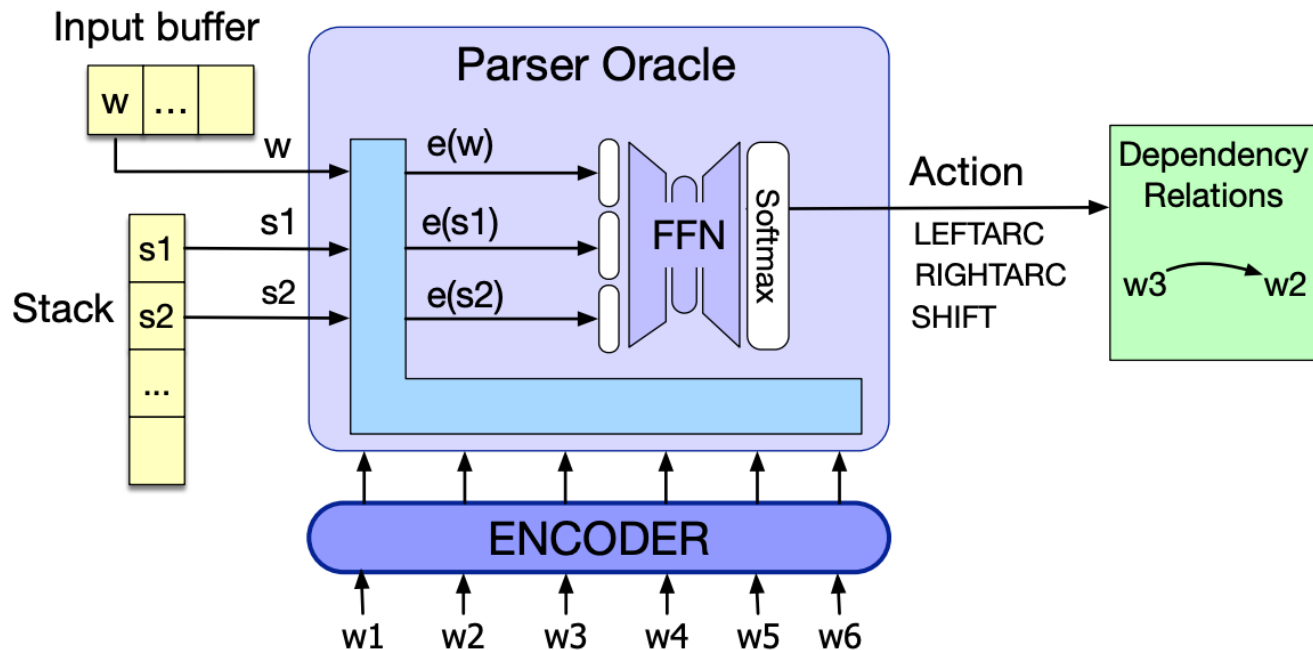 Input buffer
w ...
Parser Oracle
w
e(w)
s1
s2
...
Stack
s1
s2
e(s1)
e(s2)
FFN
Softmax
Action
LEFTARC
RIGHTARC
SHIFT
Dependency
Relations
w3 w2
ENCODER
w1 w2 w3 w4 w5 w6